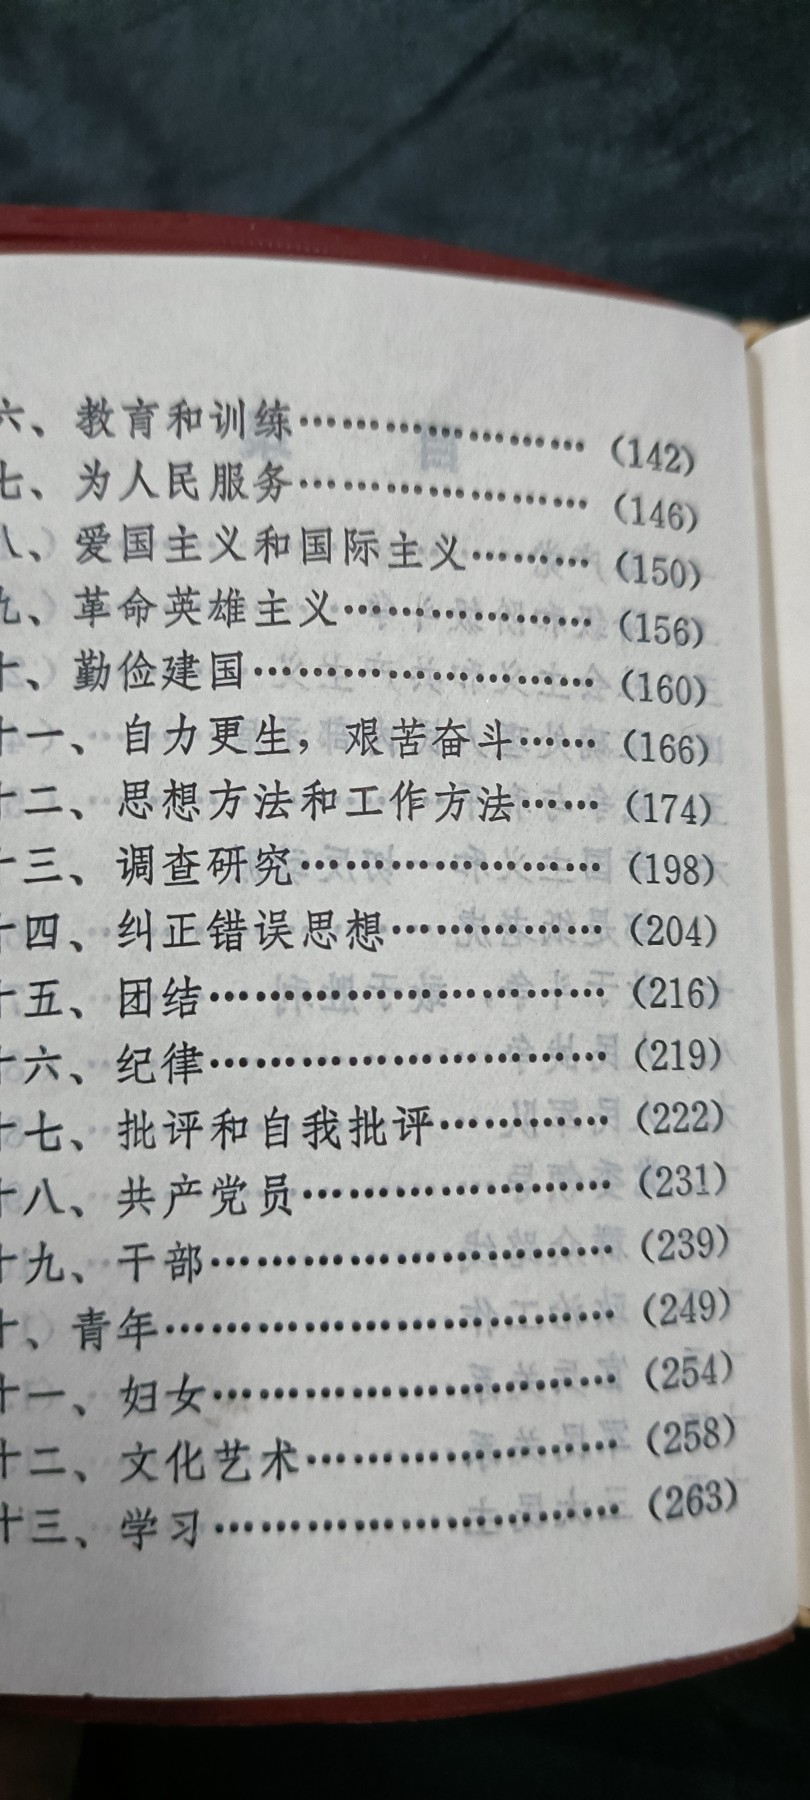 六、教育和训练…………………(142)
七、为人民服务…………………(146)
八、爱国主义和国际主义………(150)
九、革命英雄主义………………(156)
十、勤俭建国……………………(160)
十一、自力更生，艰苦奋斗……(166)
十二、思想方法和工作方法……(174)
十三、调查研究…………………(198)
十四、纠正错误思想……………(204)
十五、团结………………………(216)
十六、纪律………………………(219)
十七、批评和自我批评…………(222)
十八、共产党员…………………(231)
十九、干部………………………(239)
十、青年…………………………(249)
十一、妇女………………………(254)
十二、文化艺术…………………(258)
十三、学习………………………(263)